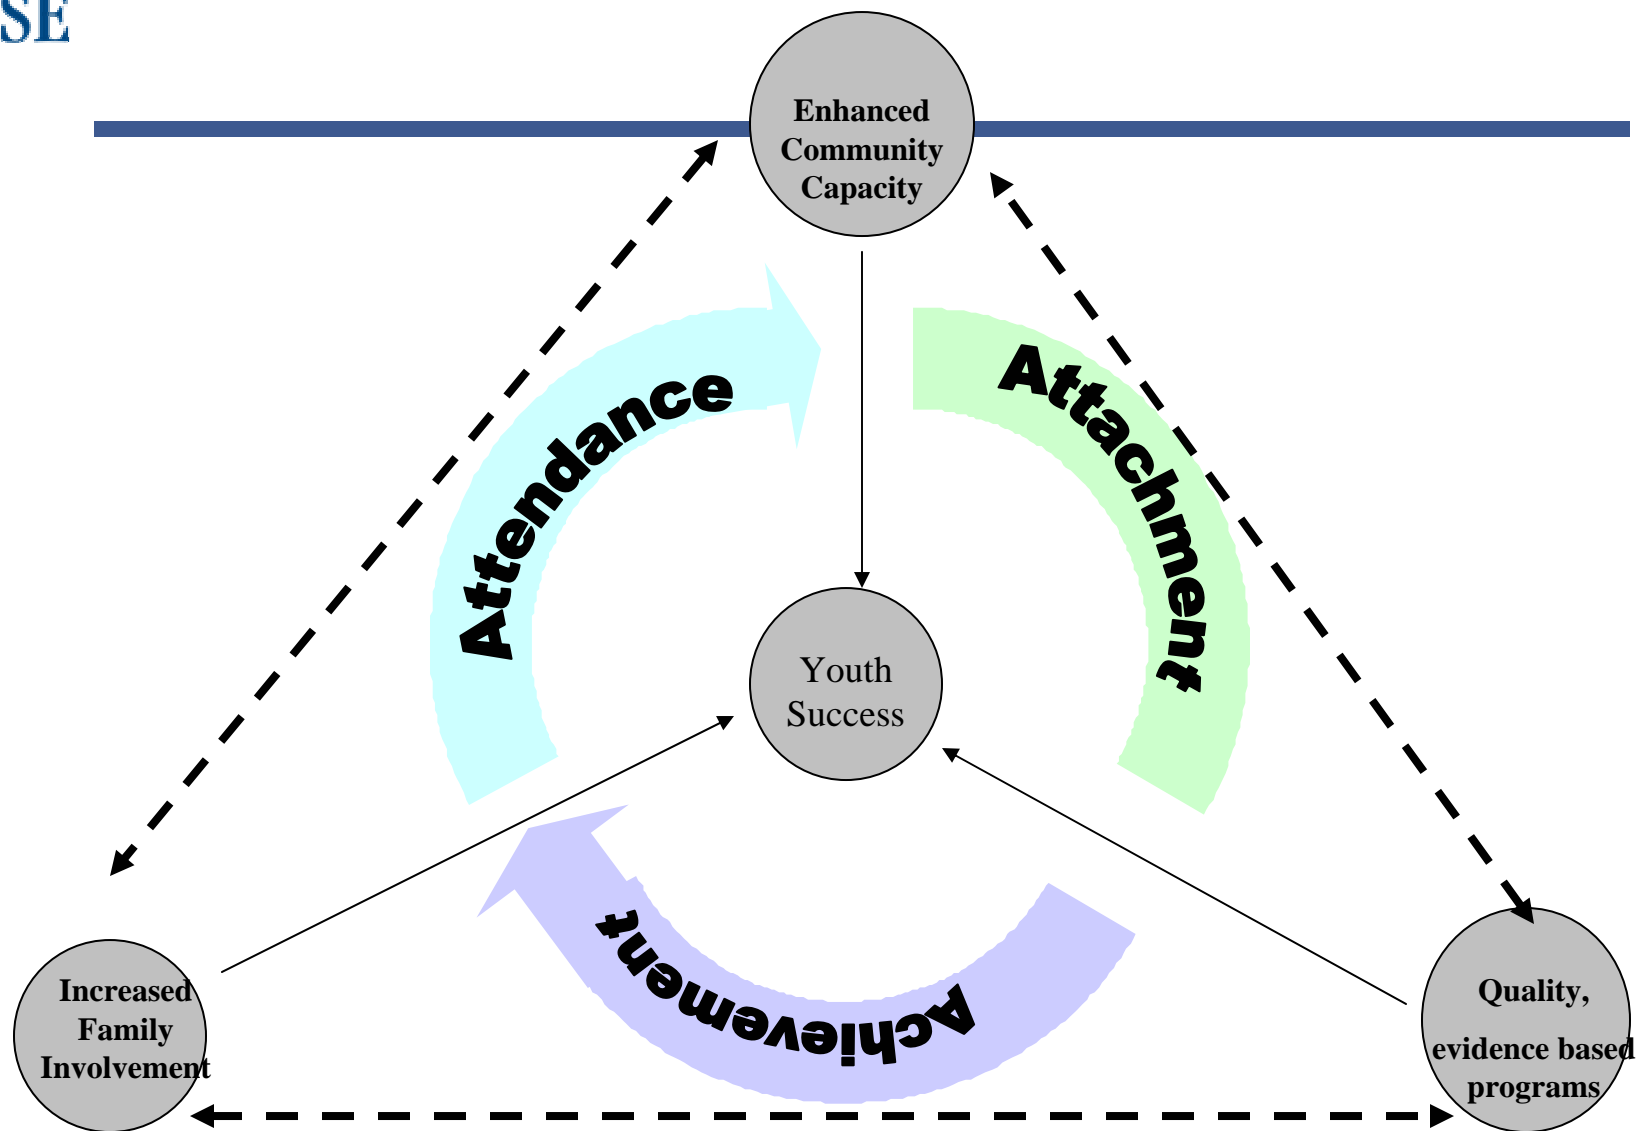 SE
Enhanced
Community
Capacity
Attendance
Attachment
Youth
Success
Achievement
Increased
Family
Involvement
Quality,
evidence based
programs